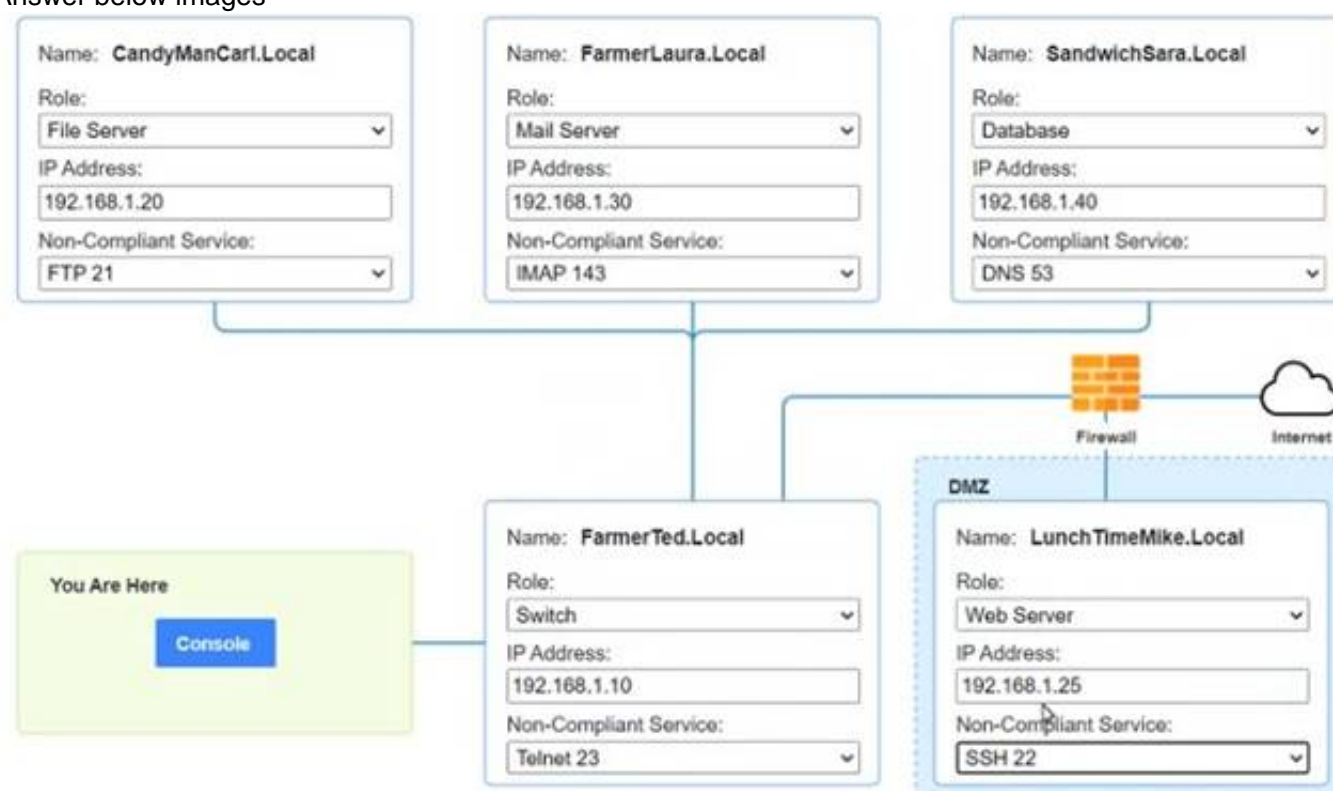 Answer below images
Name: CandyManCarl.Local
Role:
File Server
IP Address:
192.168.1.20
Non-Compliant Service:
FTP 21
Name: FarmerLaura.Local
Role:
Mail Server
IP Address:
192.168.1.30
Non-Compliant Service:
IMAP 143
Name: SandwichSara.Local
Role:
Database
IP Address:
192.168.1.40
Non-Compliant Service:
DNS 53
Firewall
Internet
DMZ
You Are Here
Console
Name: FarmerTed.Local
Role:
Switch
IP Address:
192.168.1.10
Non-Compliant Service:
Telnet 23
Name: LunchTimeMike.Local
Role:
Web Server
IP Address:
192.168.1.25
Non-Compliant Service:
SSH 22